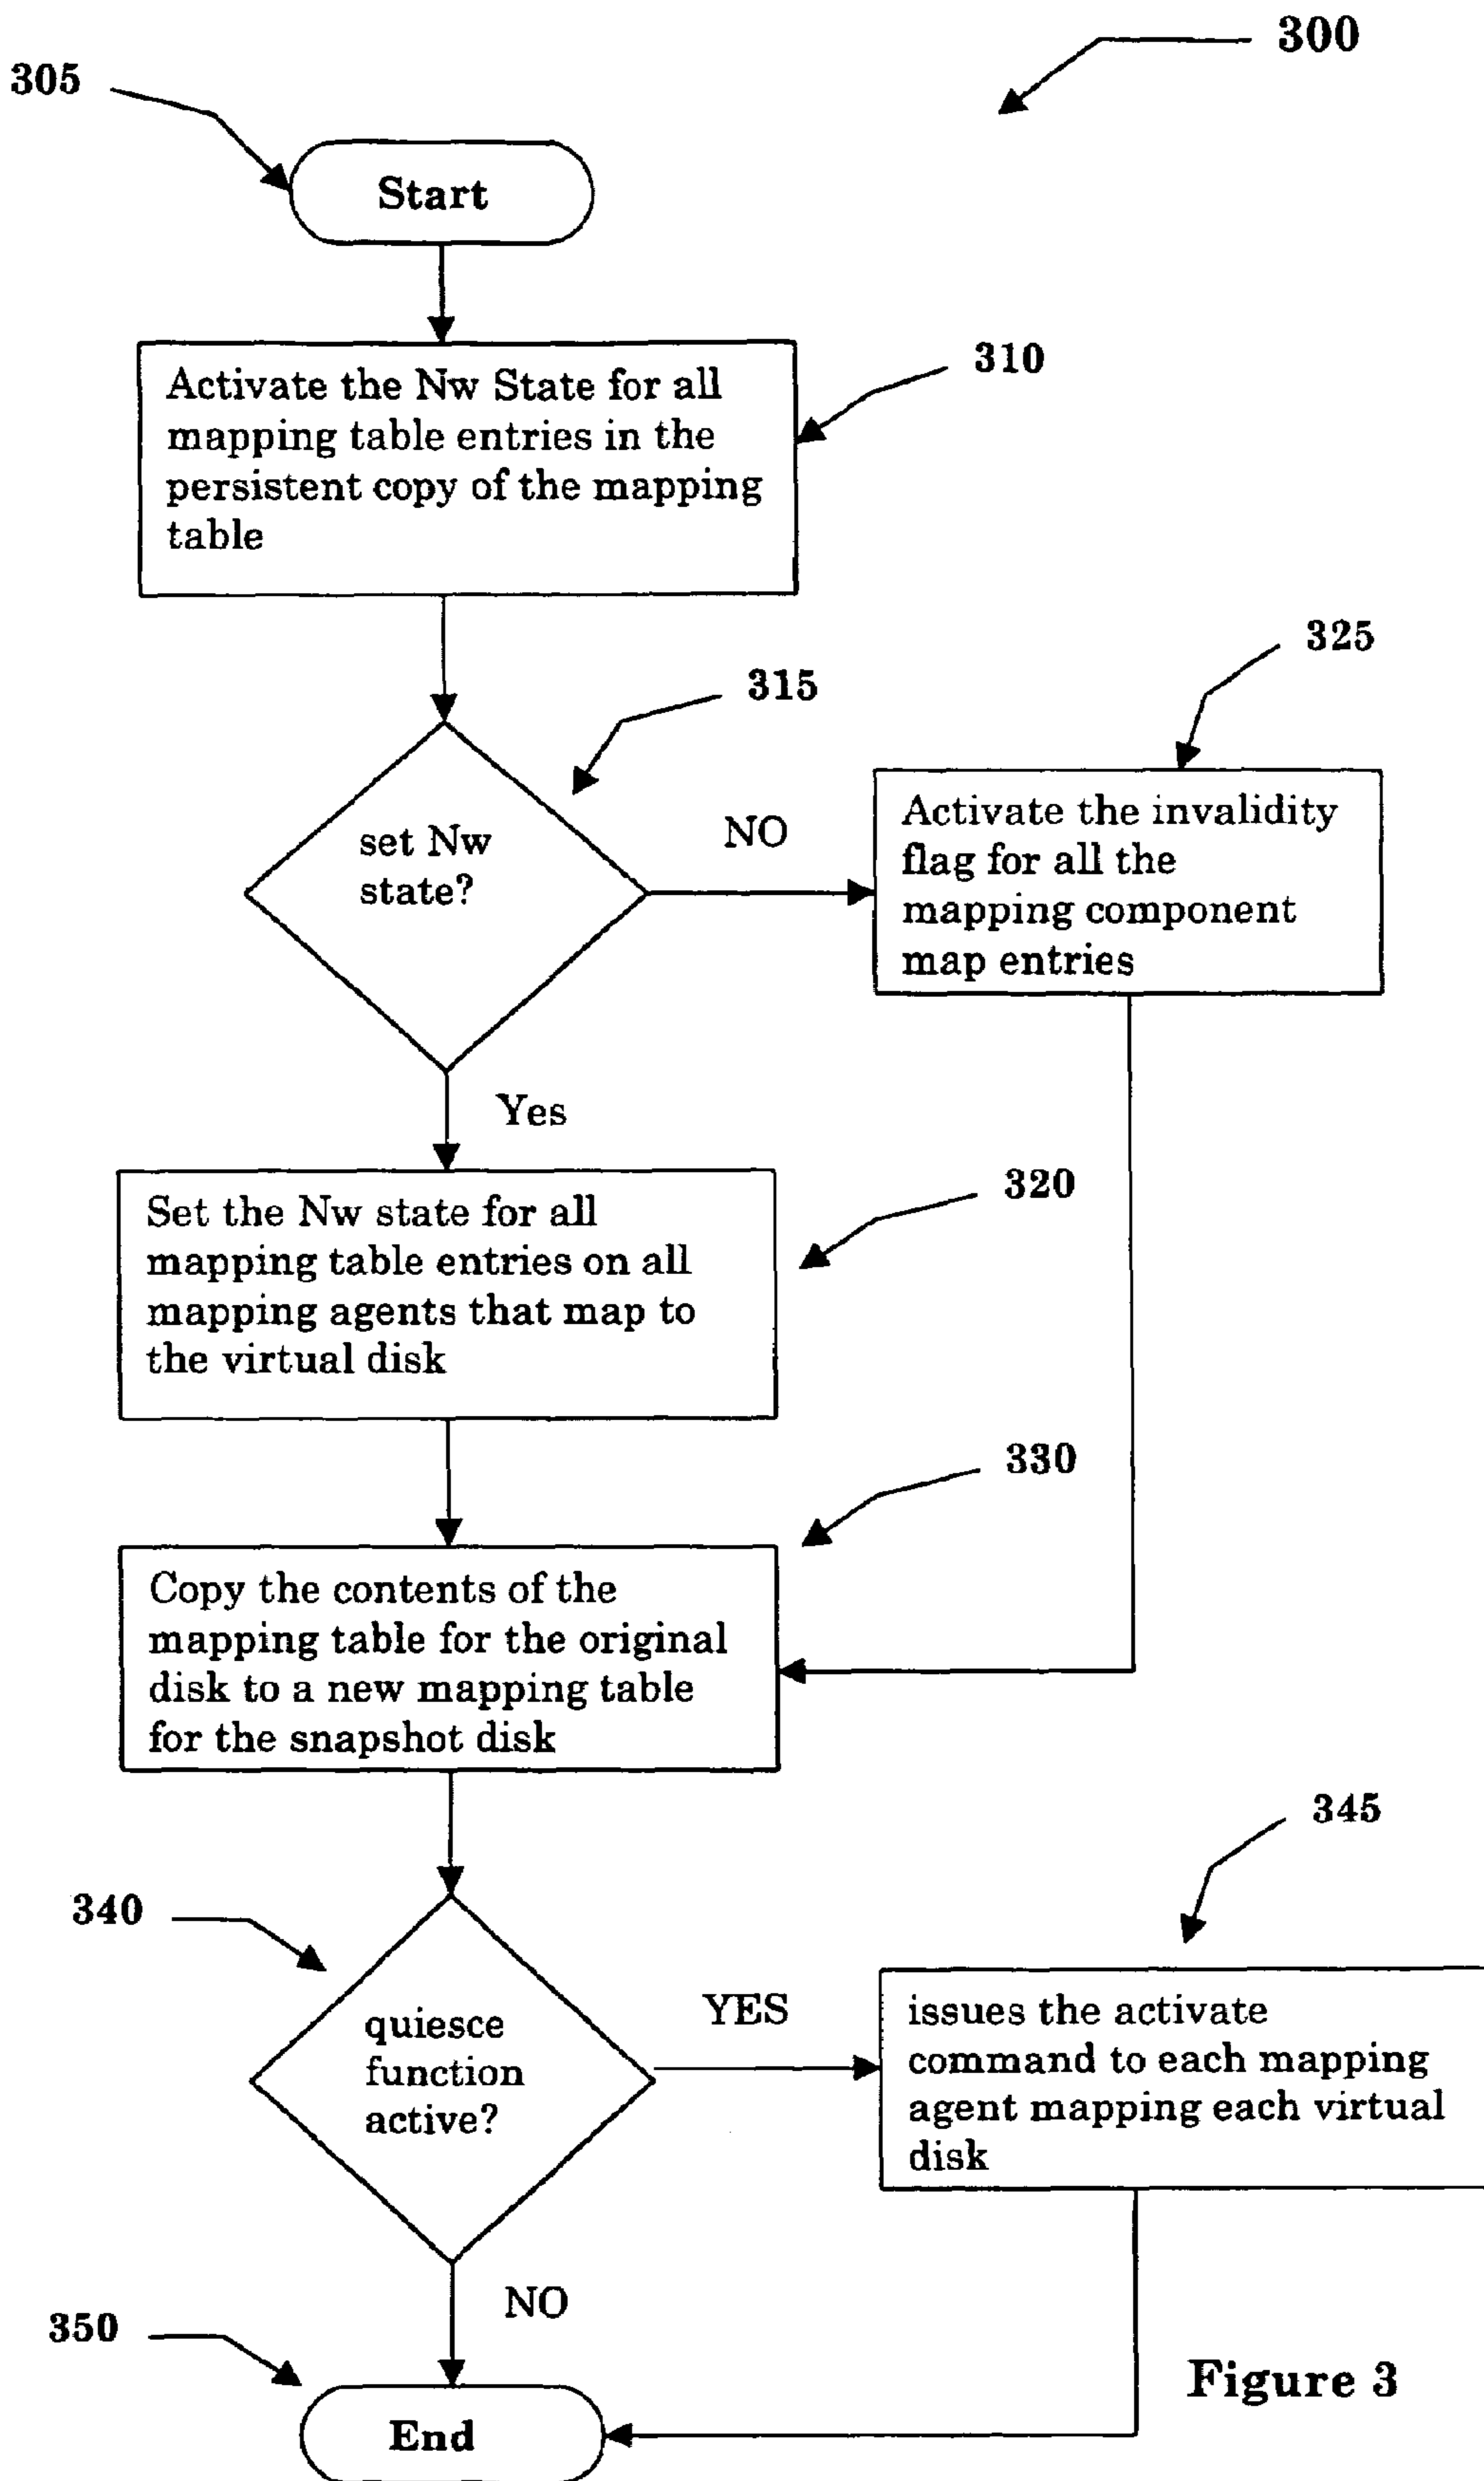 300
305
Start
310
Activate the Nw State for all
mapping table entries in the
persistent copy of the mapping
table
315
set Nw
state?
NO
325
Activate the invalidity
flag for all the
mapping component
map entries
Yes
320
Set the Nw state for all
mapping table entries on all
mapping agents that map to
the virtual disk
330
Copy the contents of the
mapping table for the original
disk to a new mapping table
for the snapshot disk
340
quiesce
function
active?
YES
345
issues the activate
command to each mapping
agent mapping each virtual
disk
NO
350
End
Figure 3